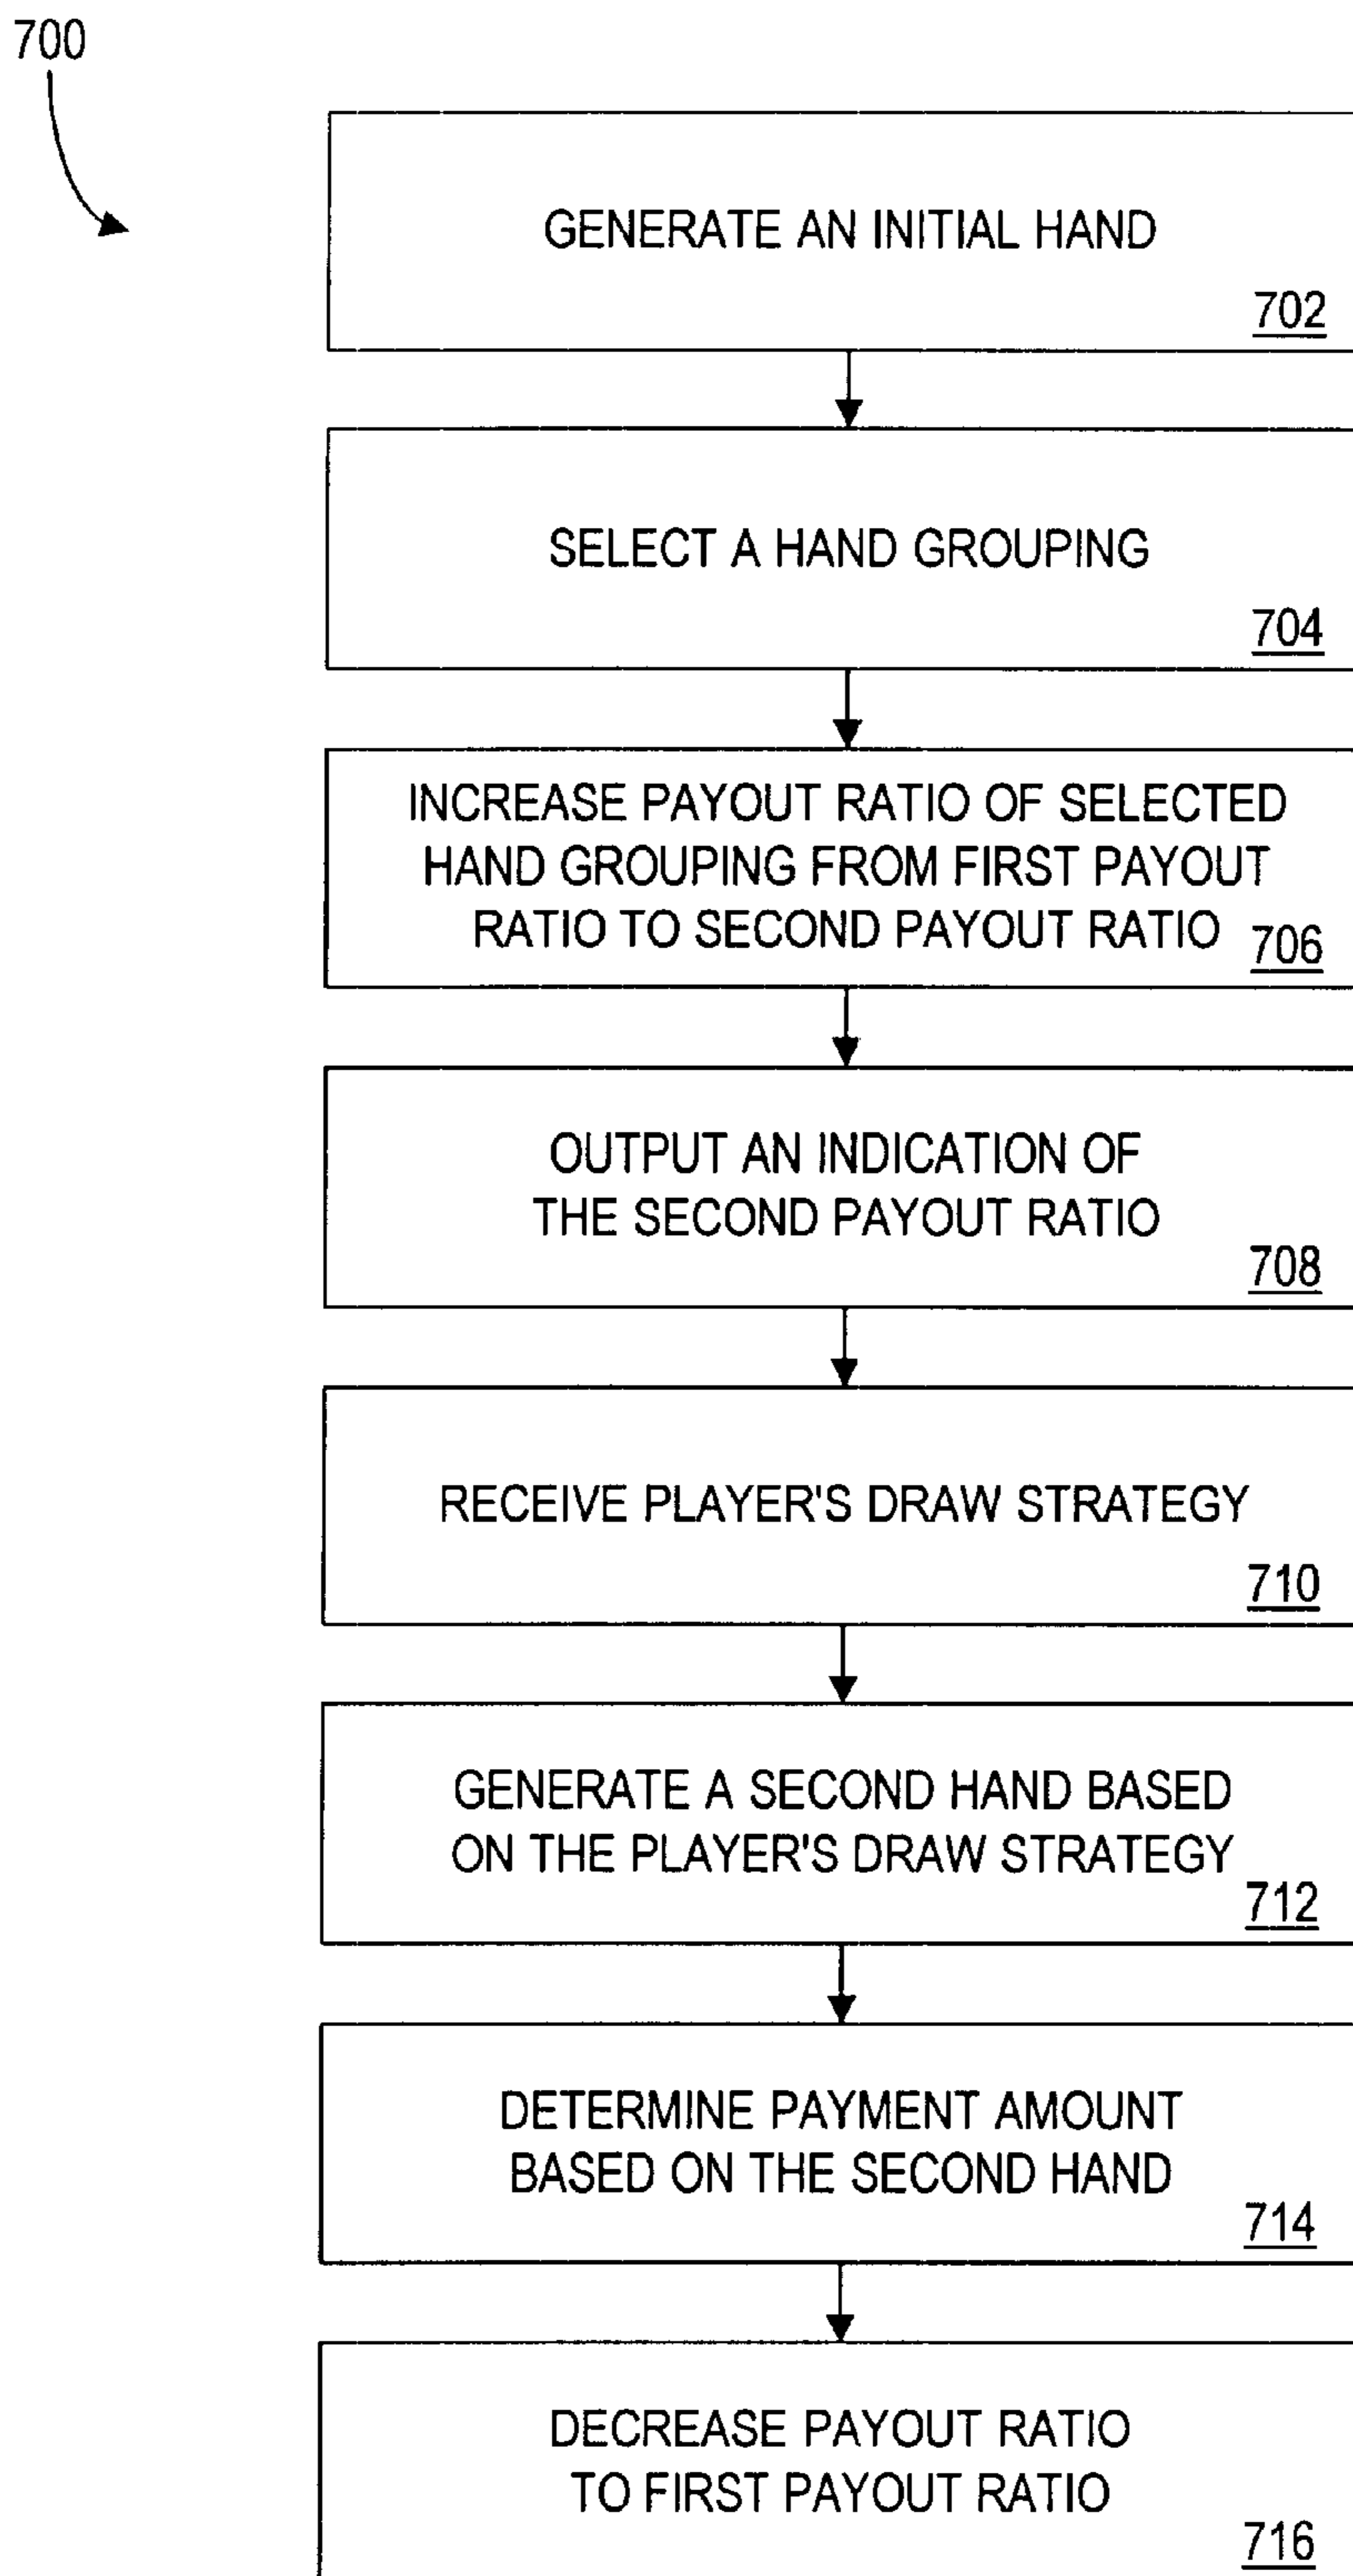 700
GENERATE AN INITIAL HAND
702
SELECT A HAND GROUPING
704
INCREASE PAYOUT RATIO OF SELECTED
HAND GROUPING FROM FIRST PAYOUT
RATIO TO SECOND PAYOUT RATIO
706
OUTPUT AN INDICATION OF
THE SECOND PAYOUT RATIO
708
RECEIVE PLAYER'S DRAW STRATEGY
710
GENERATE A SECOND HAND BASED
ON THE PLAYER'S DRAW STRATEGY
712
DETERMINE PAYMENT AMOUNT
BASED ON THE SECOND HAND
714
DECREASE PAYOUT RATIO
TO FIRST PAYOUT RATIO
716